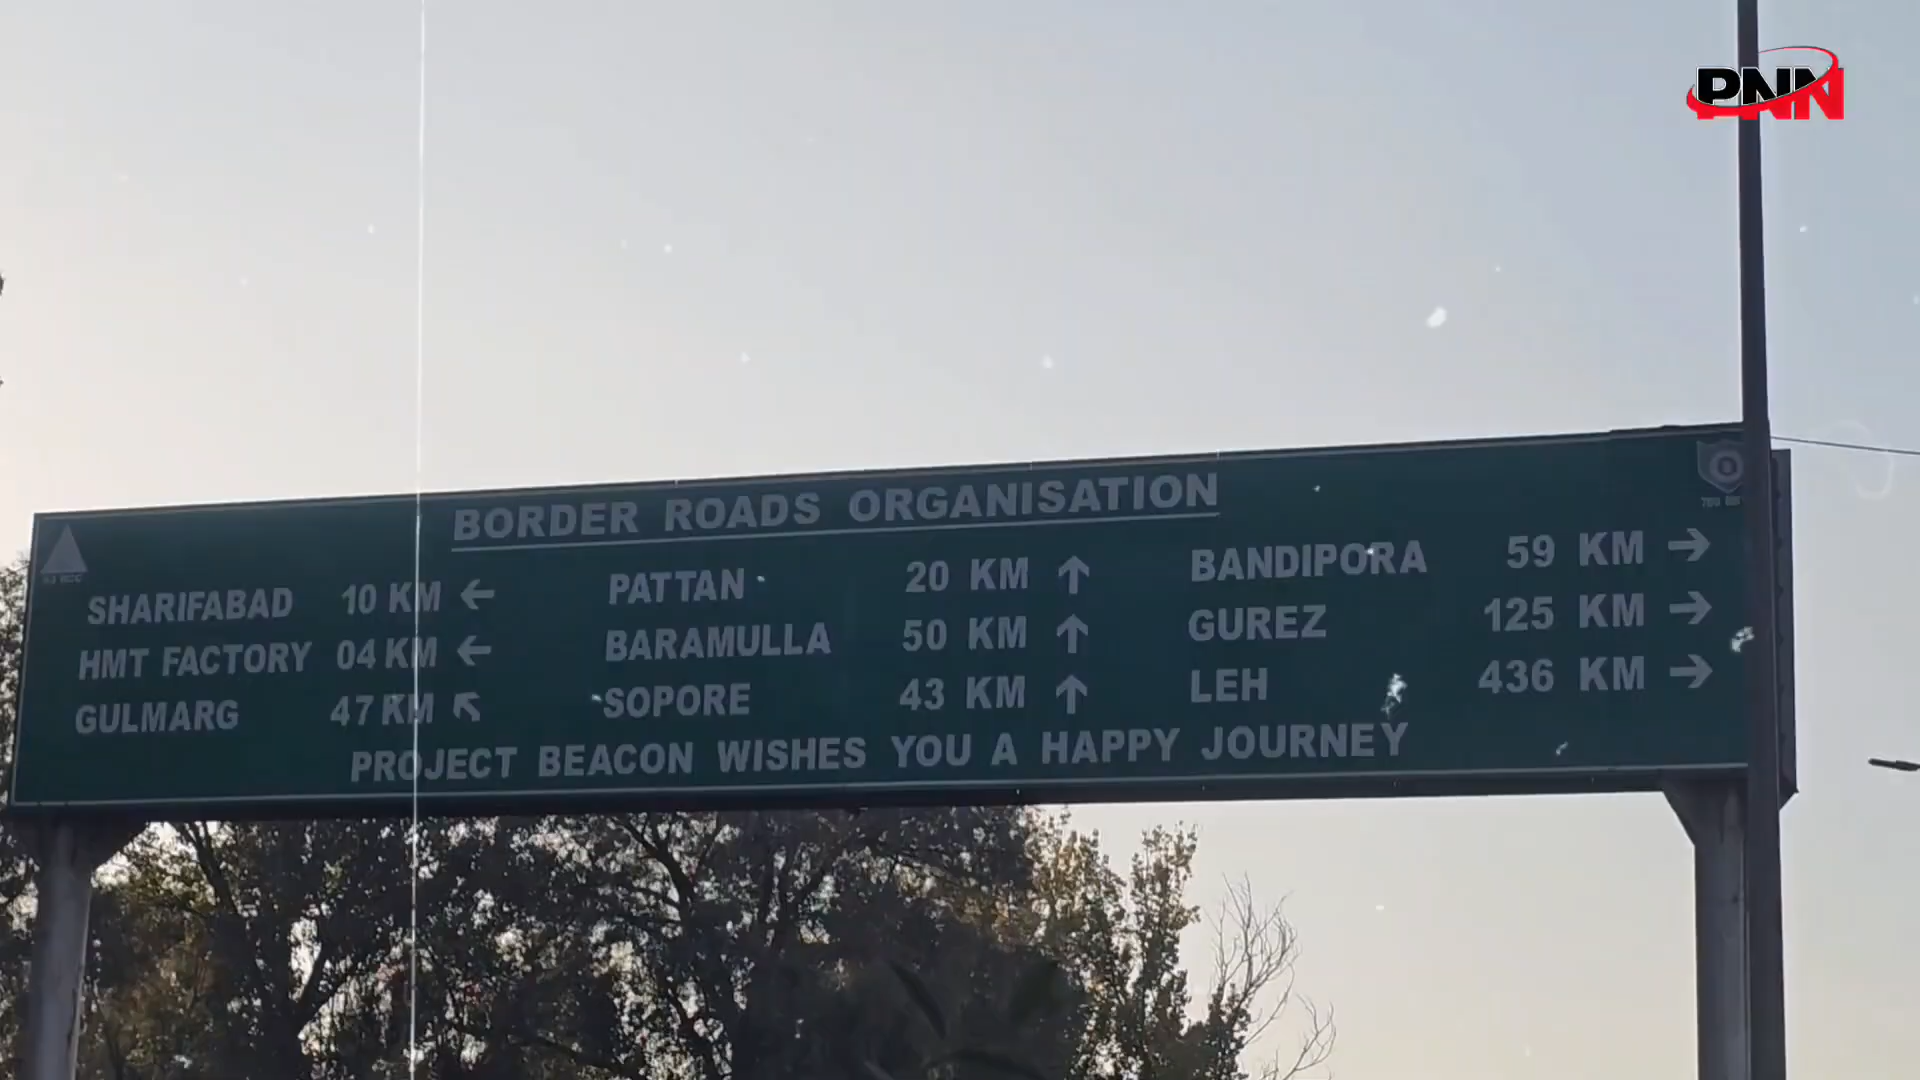 PNN
BORDER ROADS ORGANISATION
SHARIFABAD 10 KM ←
HMT FACTORY 04 KM ←
GULMARG 47 KM ↖
PATTAN 20 KM ↑
BARAMULLA 50 KM ↑
SOPORE 43 KM ↑
BANDIPORA 59 KM →
GUREZ 125 KM →
LEH 436 KM →
PROJECT BEACON WISHES YOU A HAPPY JOURNEY